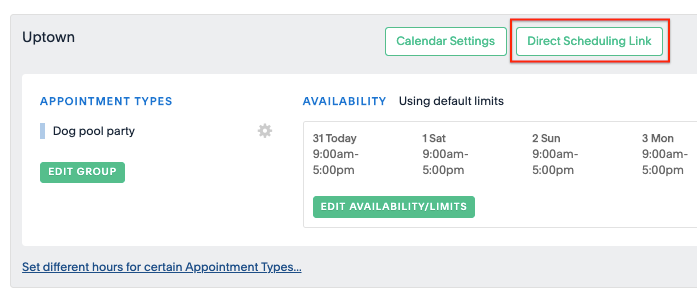 Uptown
Calendar Settings
Direct Scheduling Link
APPOINTMENT TYPES
Dog pool party
EDIT GROUP
AVAILABILITY Using default limits
31 Today 1 Sat 2 Sun 3 Mon
9:00am- 9:00am- 9:00am- 9:00am-
5:00pm 5:00pm 5:00pm 5:00pm
EDIT AVAILABILITY/LIMITS
Set different hours for certain Appointment Types...